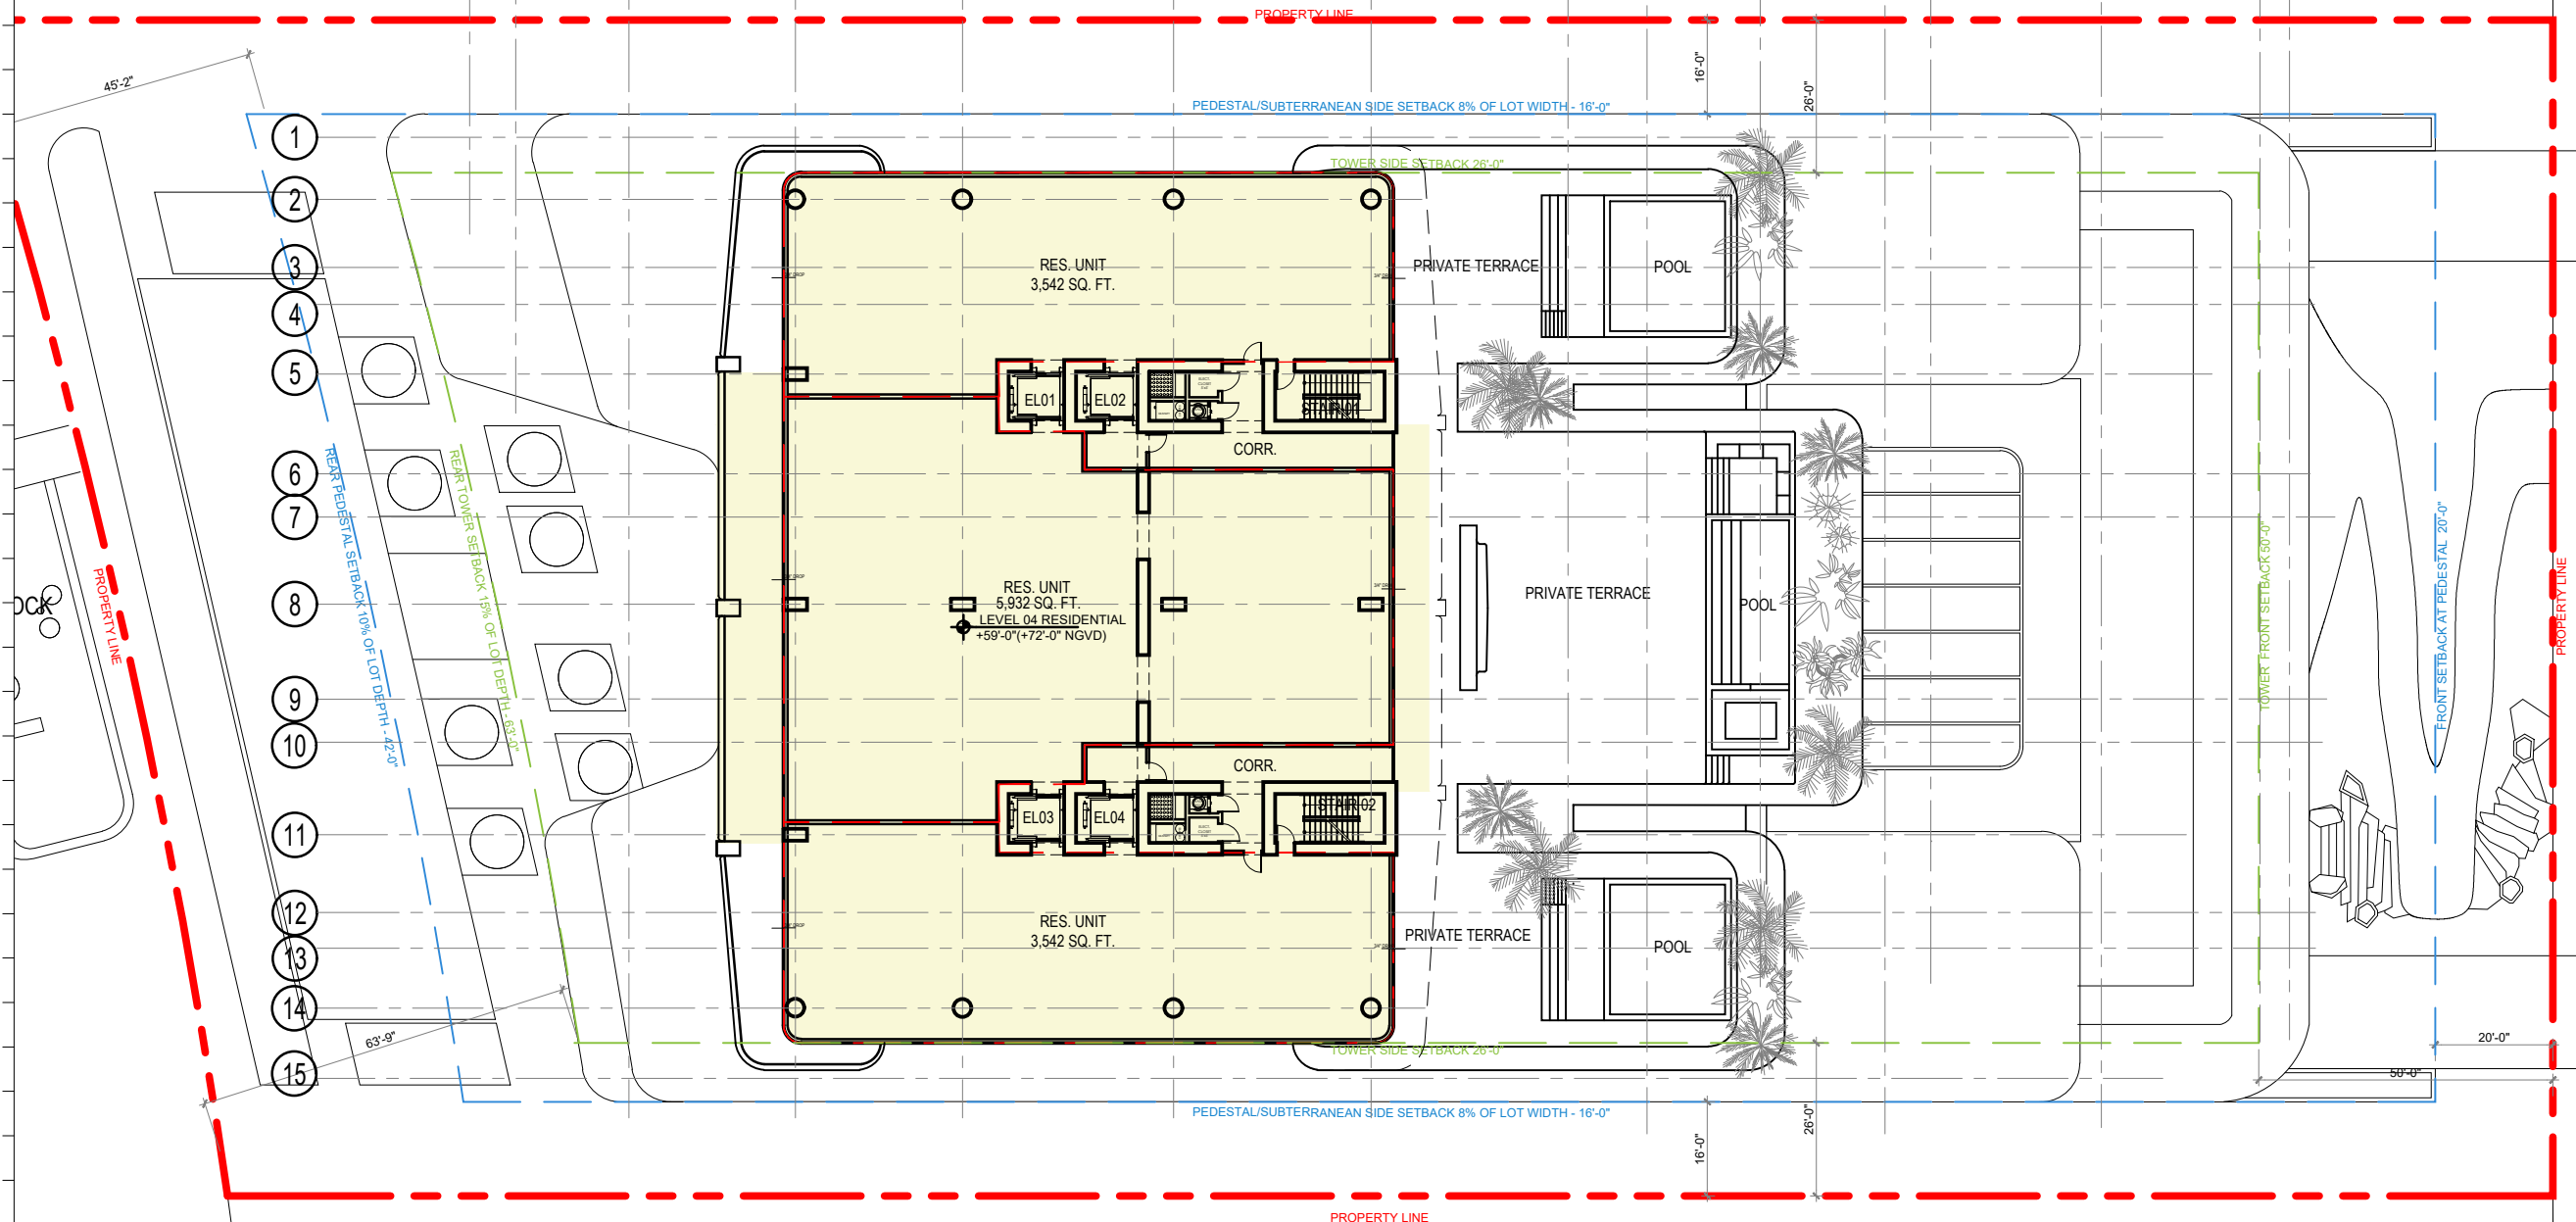 PROPERTY LINE
45'-2"
16'-0"
26'-0"
PEDESTAL/SUBTERRANEAN SIDE SETBACK 8% OF LOT WIDTH - 16'-0"
1
TOWER SIDE SETBACK 26'-0"
2
3
RES. UNIT
3,542 SQ. FT.
PRIVATE TERRACE
POOL
4
5
EL01
EL02
STAIR 01
CORR.
6
7
REAR PEDESTAL SETBACK 10% OF LOT DEPTH - 42'-0"
REAR TOWER SETBACK 15% OF LOT DEPTH - 63'-0"
PROPERTY LINE
OCK
8
RES. UNIT
5,932 SQ. FT.
LEVEL 04 RESIDENTIAL
+59'-0"(+72'-0" NGVD)
PRIVATE TERRACE
POOL
TOWER FRONT SETBACK 50'-0"
FRONT SETBACK AT PEDESTAL 20'-0"
PROPERTY LINE
9
10
CORR.
EL03
EL04
STAIR 02
11
12
RES. UNIT
3,542 SQ. FT.
PRIVATE TERRACE
POOL
13
14
63'-9"
TOWER SIDE SETBACK 26'-0"
20'-0"
15
50'-0"
PEDESTAL/SUBTERRANEAN SIDE SETBACK 8% OF LOT WIDTH - 16'-0"
16'-0"
26'-0"
PROPERTY LINE